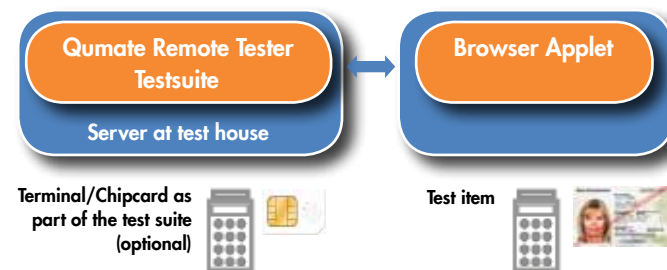 Qumate Remote Tester
Testsuite
Server at test house
Browser Applet
Terminal/Chipcard as
part of the test suite
(optional)
Test item